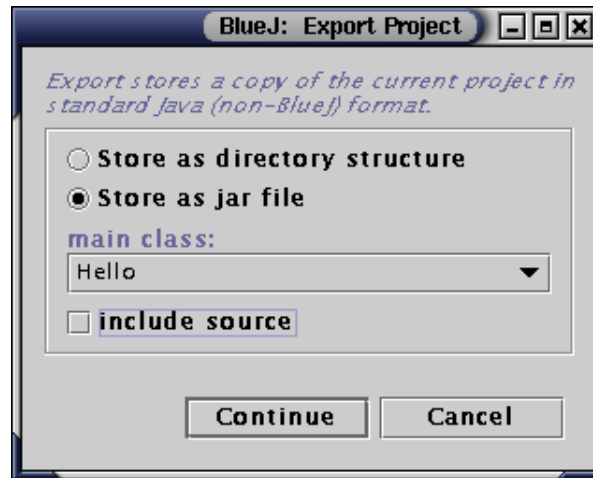 BlueJ: Export Project
Export stores a copy of the current project in
standard Java (non-BlueJ) format.
Store as directory structure
Store as jar file
main class:
Hello
include source
Continue Cancel